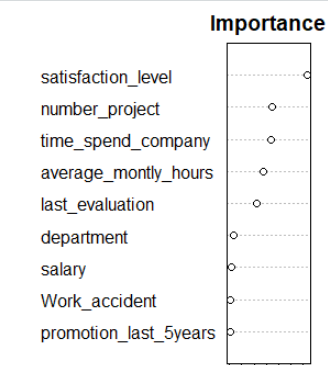 Importance
satisfaction_level
number_project
time_spend_company
average_montly_hours
last_evaluation
department
salary
Work_accident
promotion_last_5years